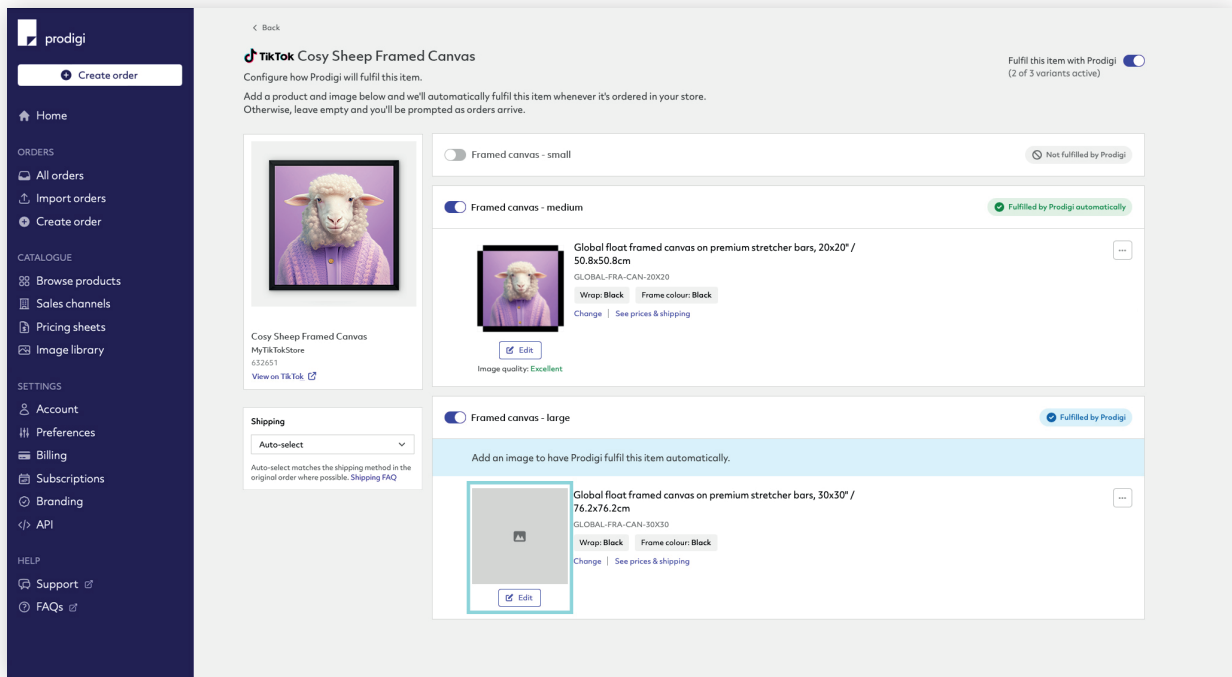 prodigi
Create order
Home
ORDERS
All orders
Import orders
Create order
CATALOGUE
Browse products
Sales channels
Pricing sheets
Image library
SETTINGS
Account
Preferences
Billing
Subscriptions
Branding
API
HELP
Support
FAQs
Back
TikTok Cosy Sheep Framed Canvas
Configure how Prodigi will fulfil this item.
Add a product and image below and we'll automatically fulfil this item whenever it's ordered in your store.
Otherwise, leave empty and you'll be prompted as orders arrive.
Fulfil this item with Prodigi
(2 of 3 variants active)
Cosy Sheep Framed Canvas
MyTikTokStore
632651
View on TikTok
Shipping
Auto-select
Auto-select matches the shipping method in the
original order where possible. Shipping FAQ
Framed canvas - small
Not fulfilled by Prodigi
Framed canvas - medium
Fulfilled by Prodigi automatically
Global float framed canvas on premium stretcher bars, 20x20" /
50.8x50.8cm
GLOBAL-FRA-CAN-20X20
Wrap: Black Frame colour: Black
Change | See prices & shipping
Edit
Image quality: Excellent
Framed canvas - large
Fulfilled by Prodigi
Add an image to have Prodigi fulfil this item automatically.
Global float framed canvas on premium stretcher bars, 30x30" /
76.2x76.2cm
GLOBAL-FRA-CAN-30X30
Wrap: Black Frame colour: Black
Change | See prices & shipping
Edit